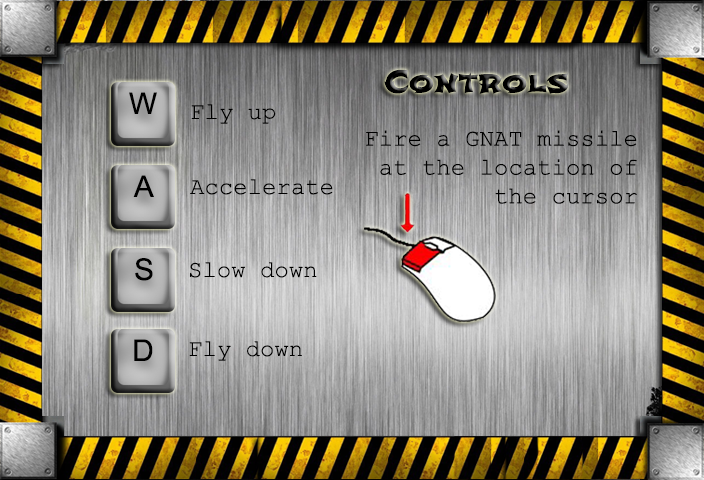 CONTROLS
W
Fly up
A
Accelerate
S
Slow down
D
Fly down
Fire a GNAT missile
at the location of
the cursor